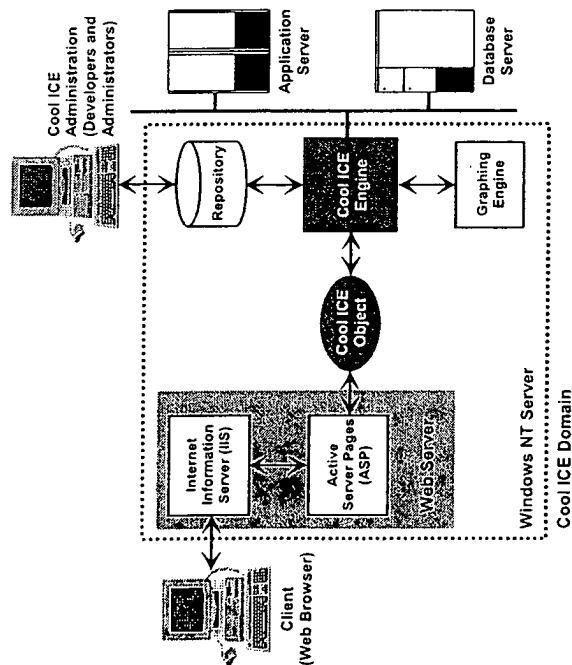 Cool ICE
Administration
(Developers and
Administrators)
Application
Server
Database
Server
Repository
Cool ICE
Engine
Graphing
Engine
Cool ICE
Object
Internet
Information
Server (IIS)
Active
Server Pages
(ASP)
Web Server
Client
(Web Browser)
Windows NT Server
Cool ICE Domain